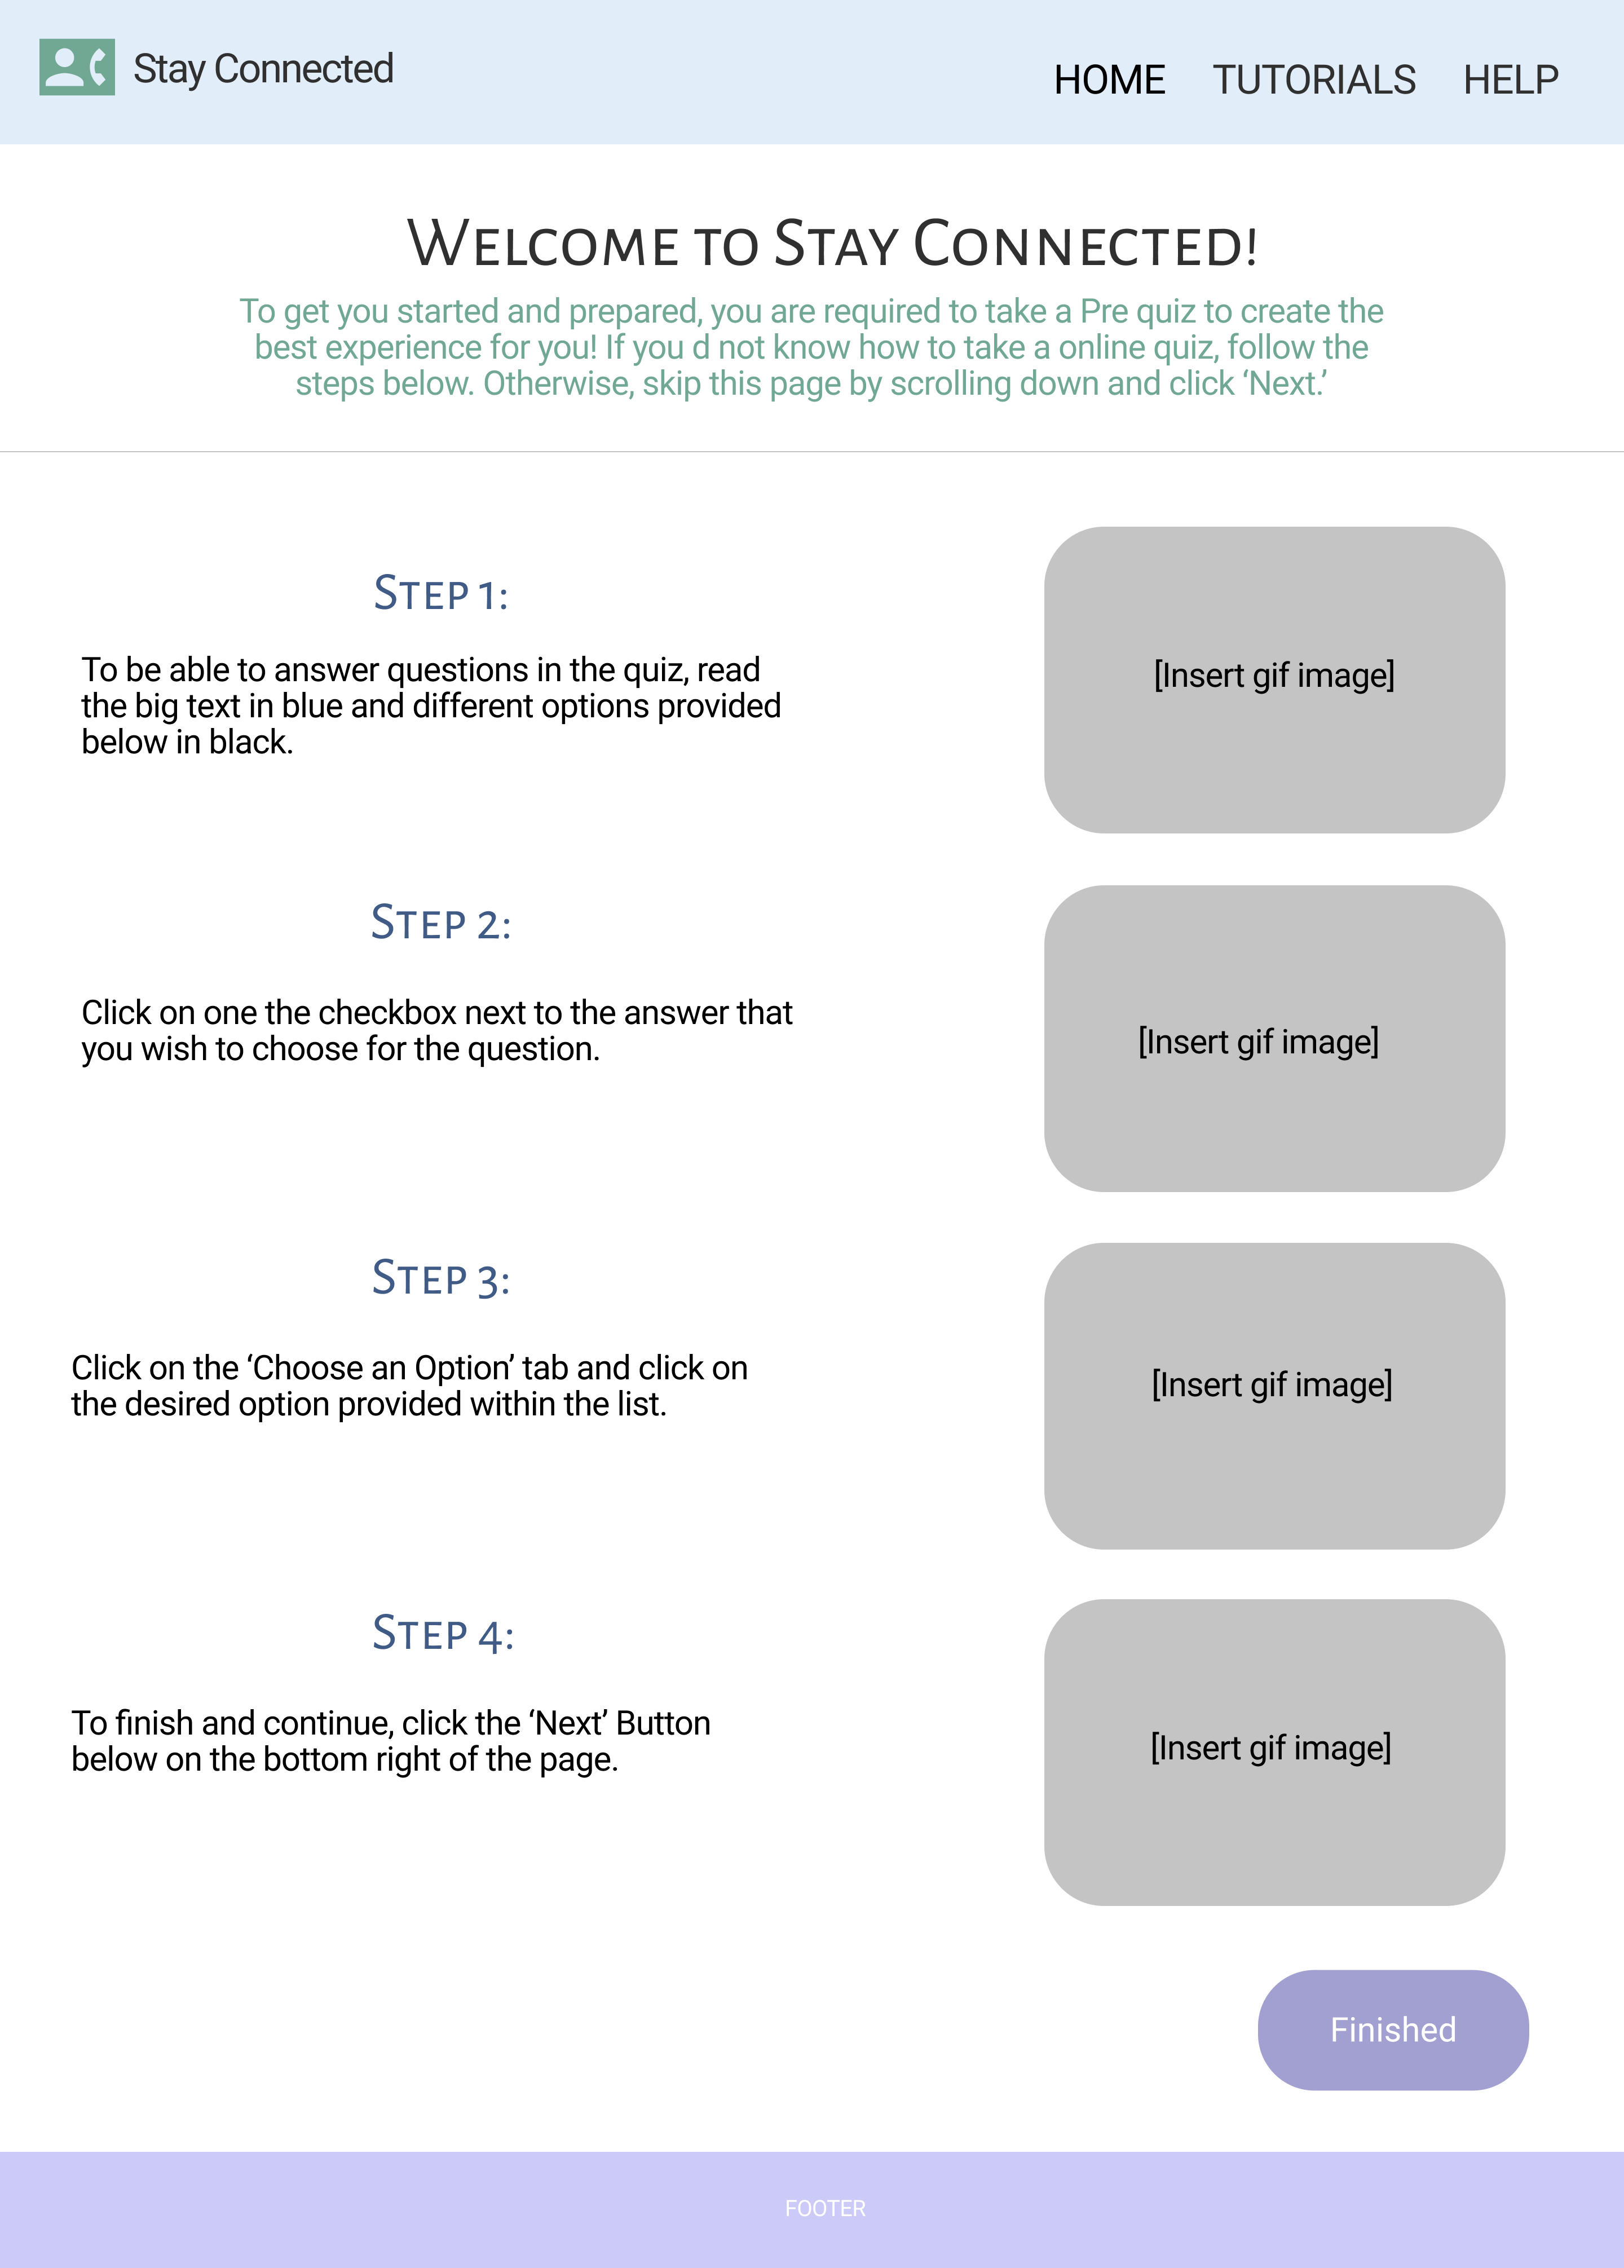 Stay Connected
HOME TUTORIALS HELP
Welcome to Stay Connected!
To get you started and prepared, you are required to take a Pre quiz to create the
best experience for you! If you d not know how to take a online quiz, follow the
steps below. Otherwise, skip this page by scrolling down and click ‘Next.’
Step 1:
To be able to answer questions in the quiz, read
the big text in blue and different options provided
below in black.
[Insert gif image]
Step 2:
Click on one the checkbox next to the answer that
you wish to choose for the question.
[Insert gif image]
Step 3:
Click on the ‘Choose an Option’ tab and click on
the desired option provided within the list.
[Insert gif image]
Step 4:
To finish and continue, click the ‘Next’ Button
below on the bottom right of the page.
[Insert gif image]
Finished
FOOTER